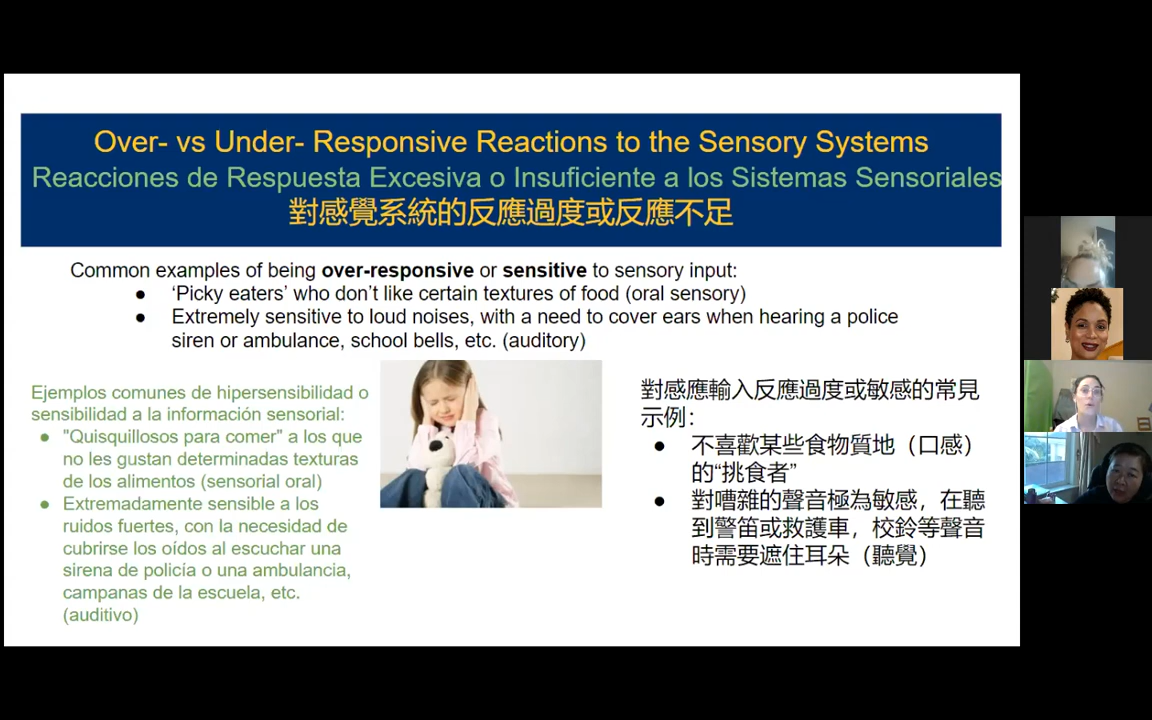 Over- vs Under- Responsive Reactions to the Sensory Systems
Reacciones de Respuesta Excesiva o Insuficiente a los Sistemas Sensoriales
對感覺系統的反應過度或反應不足
Common examples of being over-responsive or sensitive to sensory input:
● ‘Picky eaters’ who don’t like certain textures of food (oral sensory)
● Extremely sensitive to loud noises, with a need to cover ears when hearing a police
siren or ambulance, school bells, etc. (auditory)
Ejemplos comunes de hipersensibilidad o
sensibilidad a la información sensorial:
● "Quisquillosos para comer" a los que
no les gustan determinadas texturas
de los alimentos (sensorial oral)
● Extremadamente sensible a los
ruidos fuertes, con la necesidad de
cubrirse los oídos al escuchar una
sirena de policía o una ambulancia,
campanas de la escuela, etc.
(auditivo)
對感應輸入反應過度或敏感的常見
示例：
● 不喜歡某些食物質地（口感）
的“挑食者”
● 對嘈雜的聲音極為敏感，在聽
到警笛或救護車，校鈴等聲音
時需要遮住耳朵（聽覺）